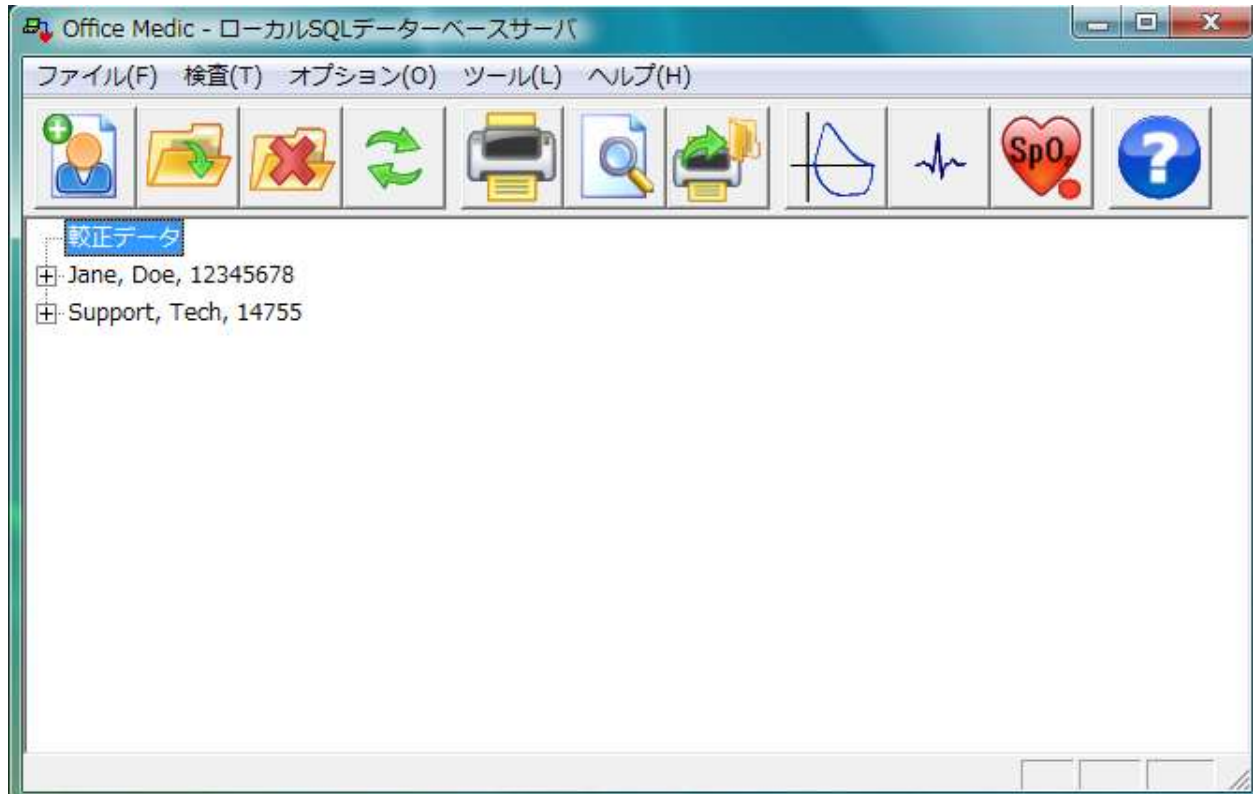 Office Medic - ローカルSQLデーターベースサーバ
ファイル(F) 検査(T) オプション(O) ツール(L) ヘルプ(H)
SpO₂
較正データ
Jane, Doe, 12345678
Support, Tech, 14755